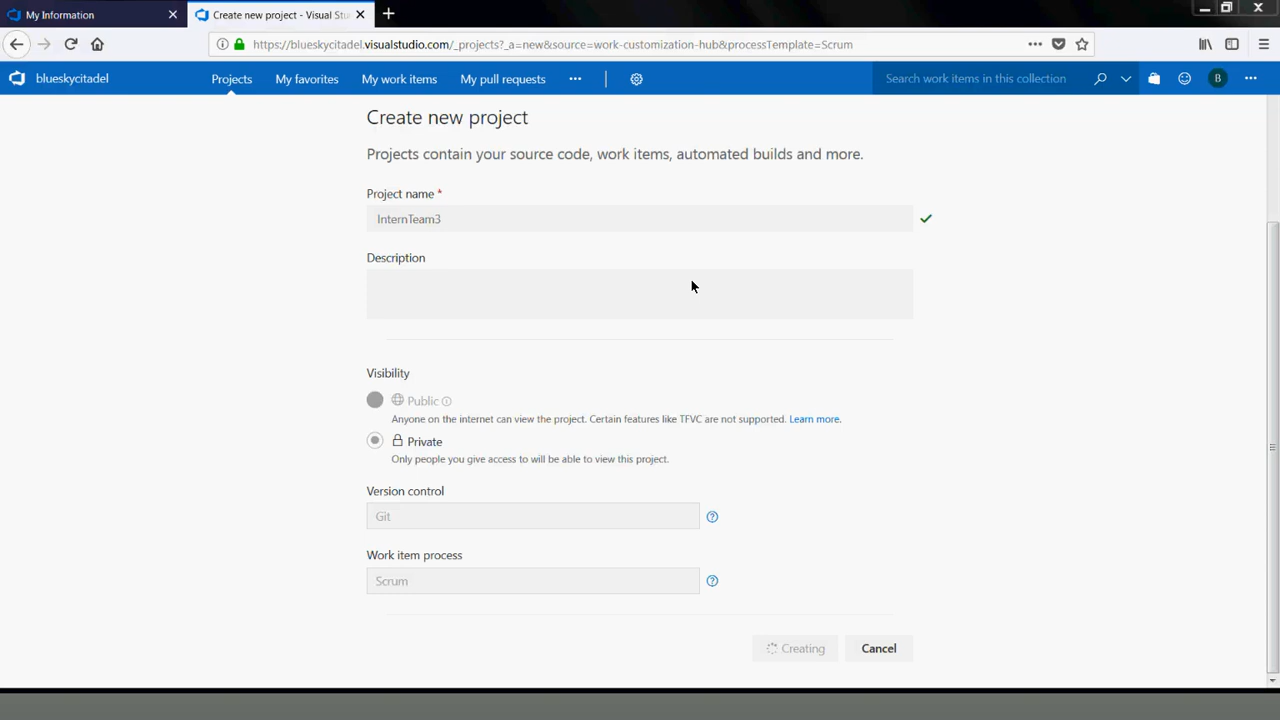 My Information
Create new project - Visual Stu
https://blueskycitadel.visualstudio.com/_projects?_a=new&source=work-customization-hub&processTemplate=Scrum
blueskycitadel
Projects
My favorites
My work items
My pull requests
Search work items in this collection
B
Create new project
Projects contain your source code, work items, automated builds and more.
Project name *
InternTeam3
Description
Visibility
Public
Anyone on the internet can view the project. Certain features like TFVC are not supported. Learn more.
Private
Only people you give access to will be able to view this project.
Version control
Git
Work item process
Scrum
Creating
Cancel